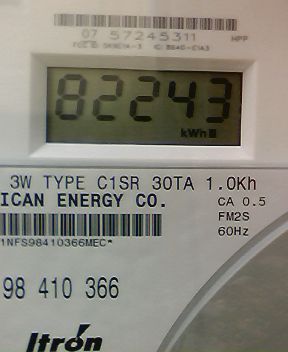 07 57245311 HPP
82243
kWh
3W TYPE C1SR 30TA 1.0Kh
ICAN ENERGY CO. CA 0.5
FM2S
60Hz
1NFS98410366MEC*
98 410 366
Itron